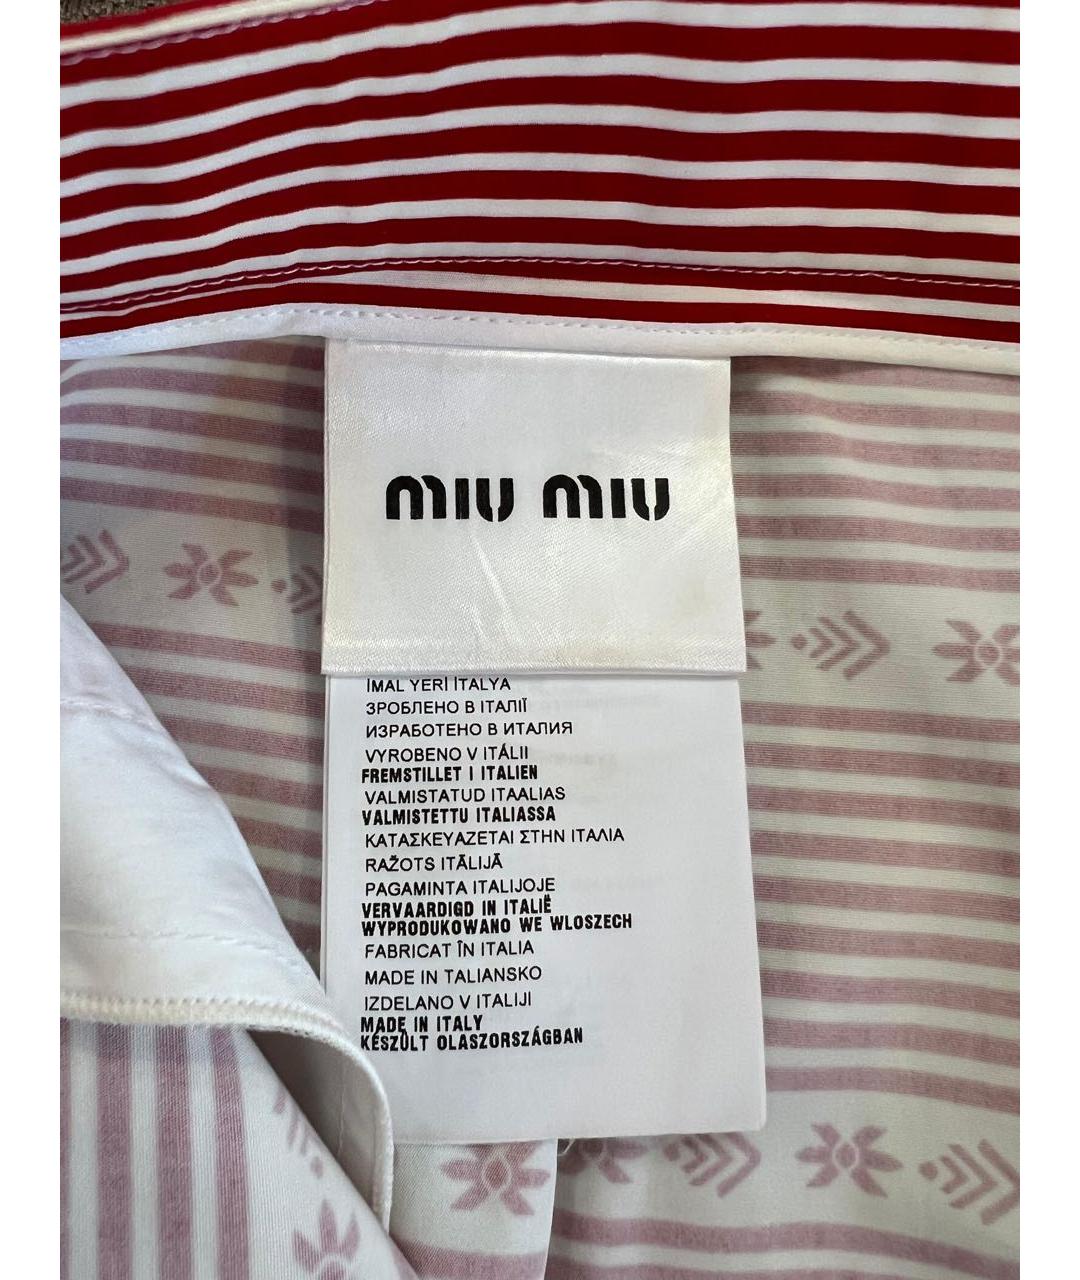 MIU MIU
İMAL YERİ İTALYA
ЗРОБЛЕНО В ІТАЛІЇ
ИЗРАБОТЕНО В ИТАЛИЯ
VYROBENO V ITÁLII
FREMSTILLET I ITALIEN
VALMISTATUD ITAALIAS
VALMISTETTU ITALIASSA
ΚΑΤΑΣΚΕΥΑΖΕΤΑΙ ΣΤΗΝ ΙΤΑΛΙΑ
RAŽOTS ITĀLIJĀ
PAGAMINTA ITALIJOJE
VERVAARDIGD IN ITALIË
WYPRODUKOWANO WE WLOSZECH
FABRICAT ÎN ITALIA
MADE IN TALIANSKO
IZDELANO V ITALIJI
MADE IN ITALY
KÉSZÜLT OLASZORSZÁGBAN